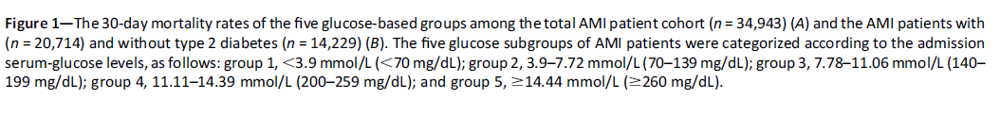 Figure 1—The 30-day mortality rates of the five glucose-based groups among the total AMI patient cohort (n = 34,943) (A) and the AMI patients with
(n = 20,714) and without type 2 diabetes (n = 14,229) (B). The five glucose subgroups of AMI patients were categorized according to the admission
serum-glucose levels, as follows: group 1, <3.9 mmol/L (<70 mg/dL); group 2, 3.9–7.72 mmol/L (70–139 mg/dL); group 3, 7.78–11.06 mmol/L (140–
199 mg/dL); group 4, 11.11–14.39 mmol/L (200–259 mg/dL); and group 5, ≥14.44 mmol/L (≥260 mg/dL).